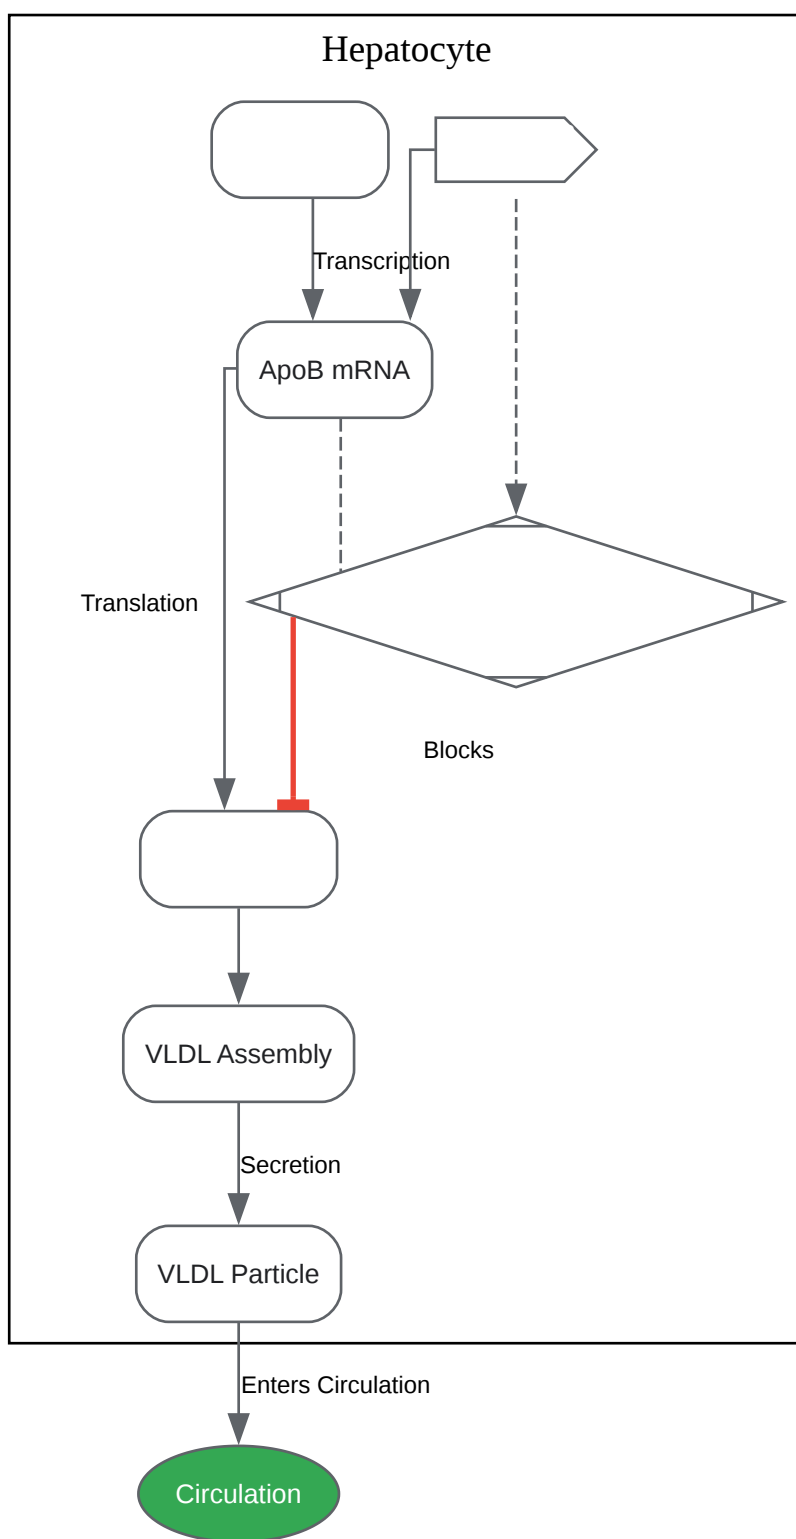 Hepatocyte
Transcription
ApoB mRNA
Translation
Blocks
VLDL Assembly
Secretion
VLDL Particle
Enters Circulation
Circulation